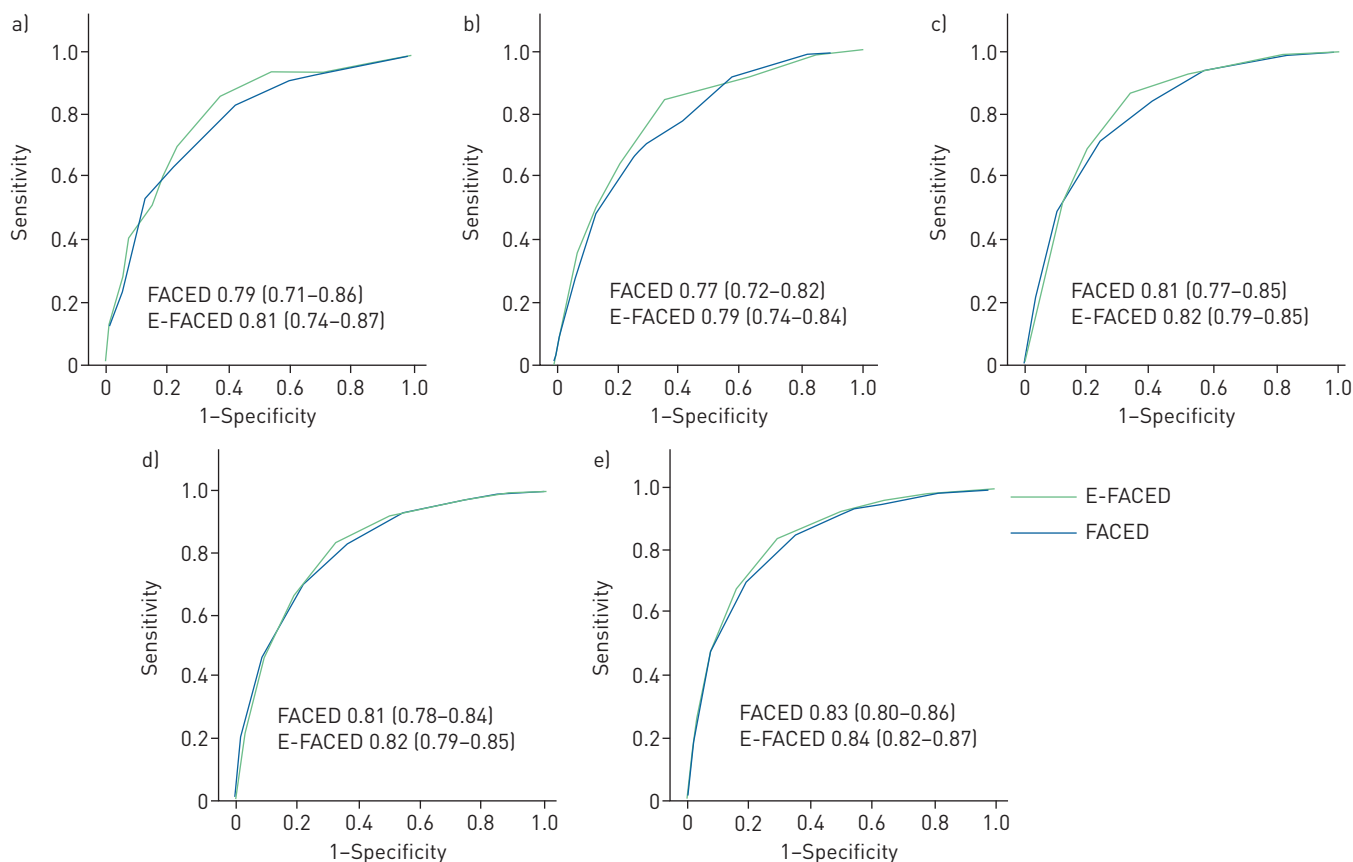 a)
1.0
0.8
0.6
0.4
0.2
0
Sensitivity
FACED 0.79 (0.71–0.86)
E-FACED 0.81 (0.74–0.87)
0 0.2 0.4 0.6 0.8 1.0
1–Specificity
b)
1.0
0.8
0.6
0.4
0.2
0
Sensitivity
FACED 0.77 (0.72–0.82)
E-FACED 0.79 (0.74–0.84)
0 0.2 0.4 0.6 0.8 1.0
1–Specificity
c)
1.0
0.8
0.6
0.4
0.2
0
Sensitivity
FACED 0.81 (0.77–0.85)
E-FACED 0.82 (0.79–0.85)
0 0.2 0.4 0.6 0.8 1.0
1–Specificity
d)
1.0
0.8
0.6
0.4
0.2
0
Sensitivity
FACED 0.81 (0.78–0.84)
E-FACED 0.82 (0.79–0.85)
0 0.2 0.4 0.6 0.8 1.0
1–Specificity
e)
1.0
0.8
0.6
0.4
0.2
0
Sensitivity
FACED 0.83 (0.80–0.86)
E-FACED 0.84 (0.82–0.87)
0 0.2 0.4 0.6 0.8 1.0
1–Specificity
E-FACED
FACED